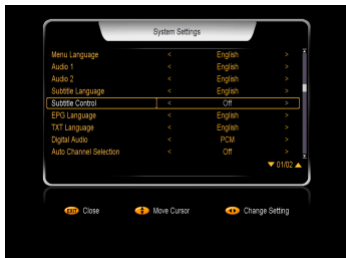 System Settings
Menu Language < English >
Audio 1 < English >
Audio 2 < English >
Subtitle Language < English >
Subtitle Control < Off >
EPG Language < English >
TXT Language < English >
Digital Audio < PCM >
Auto Channel Selection < Off >
▼ 01/02 ▲
EXIT Close Move Cursor Change Setting